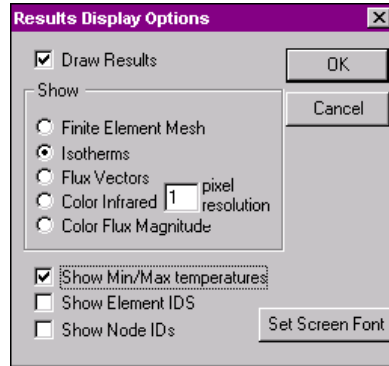 Results Display Options
Draw Results
OK
Cancel
Show
Finite Element Mesh
Isotherms
Flux Vectors
Color Infrared 1 pixel resolution
Color Flux Magnitude
Show Min/Max temperatures
Show Element IDS
Show Node IDs
Set Screen Font